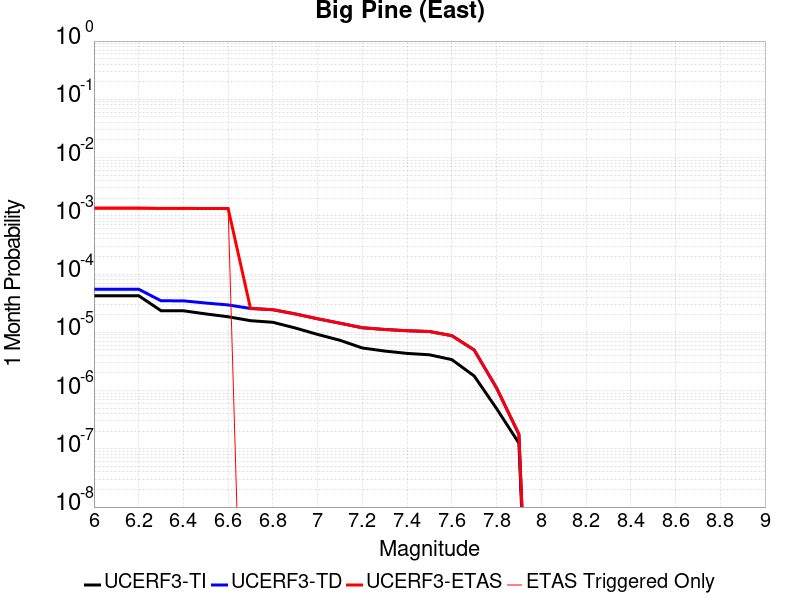 Big Pine (East)
10^0
10^-1
10^-2
10^-3
10^-4
10^-5
10^-6
10^-7
10^-8
1 Month Probability
6 6.2 6.4 6.6 6.8 7 7.2 7.4 7.6 7.8 8 8.2 8.4 8.6 8.8 9
Magnitude
UCERF3-TI UCERF3-TD UCERF3-ETAS ETAS Triggered Only